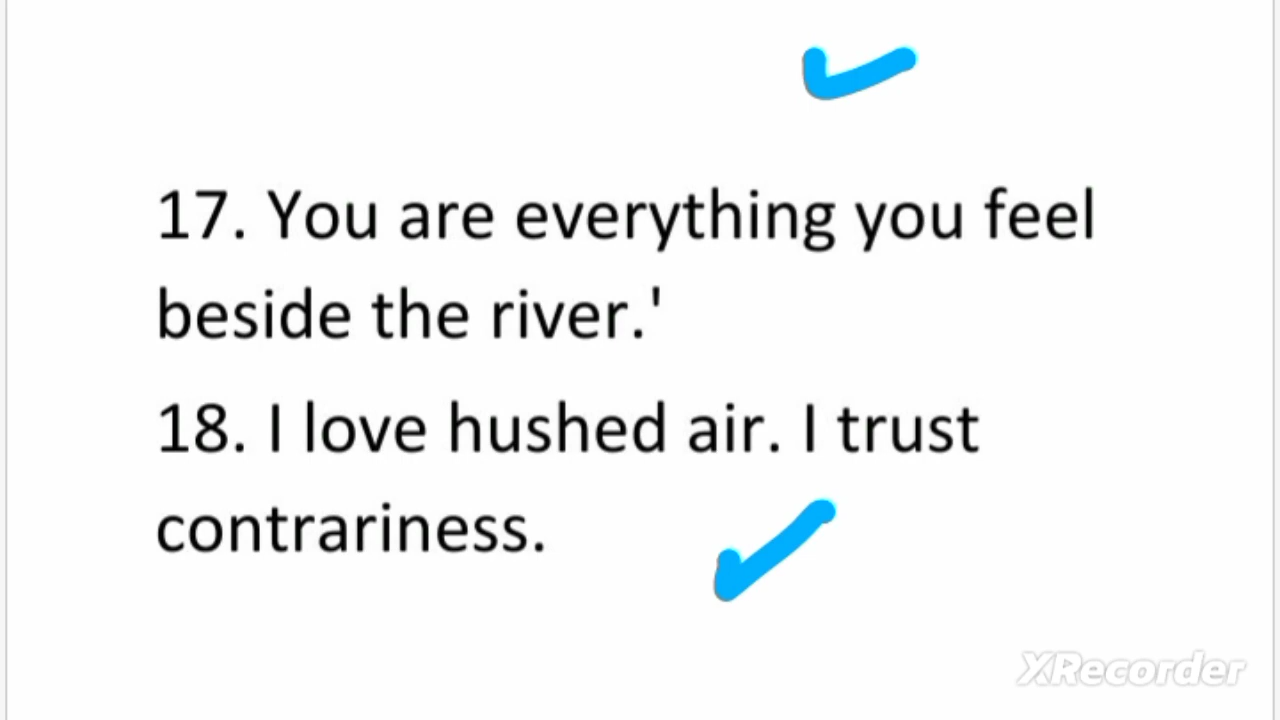 17. You are everything you feel
beside the river.'
18. I love hushed air. I trust
contrariness.
XRecorder